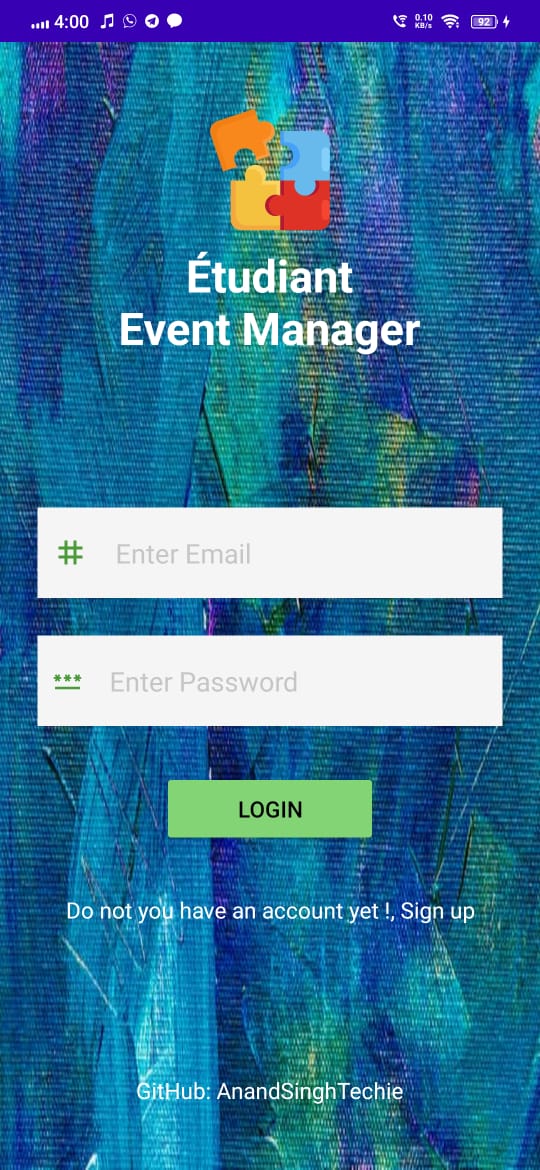 4:00
0.10
KB/s
92
Étudiant
Event Manager
Enter Email
***
Enter Password
LOGIN
Do not you have an account yet !, Sign up
GitHub: AnandSinghTechie